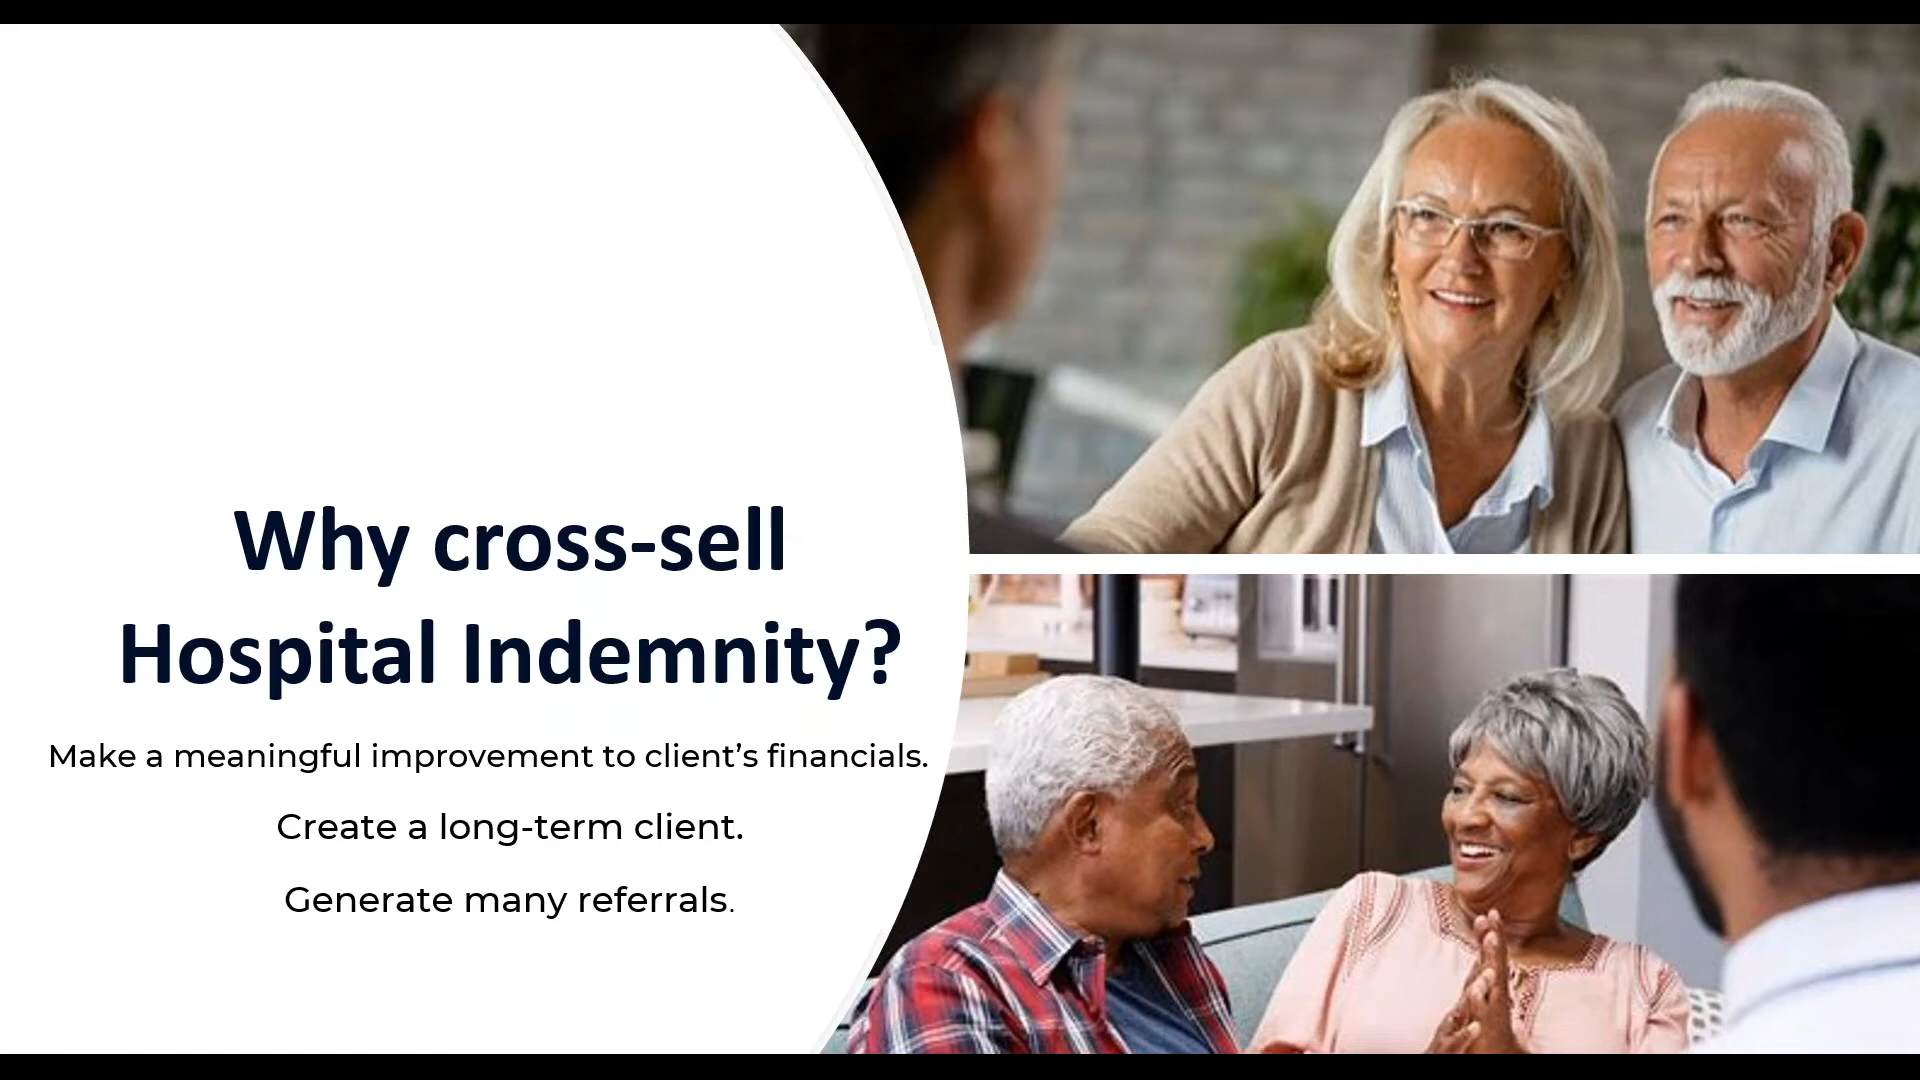 Why cross-sell
Hospital Indemnity?
Make a meaningful improvement to client’s financials.
Create a long-term client.
Generate many referrals.